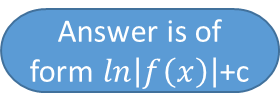 Answer is of
form ln|f(x)|+c